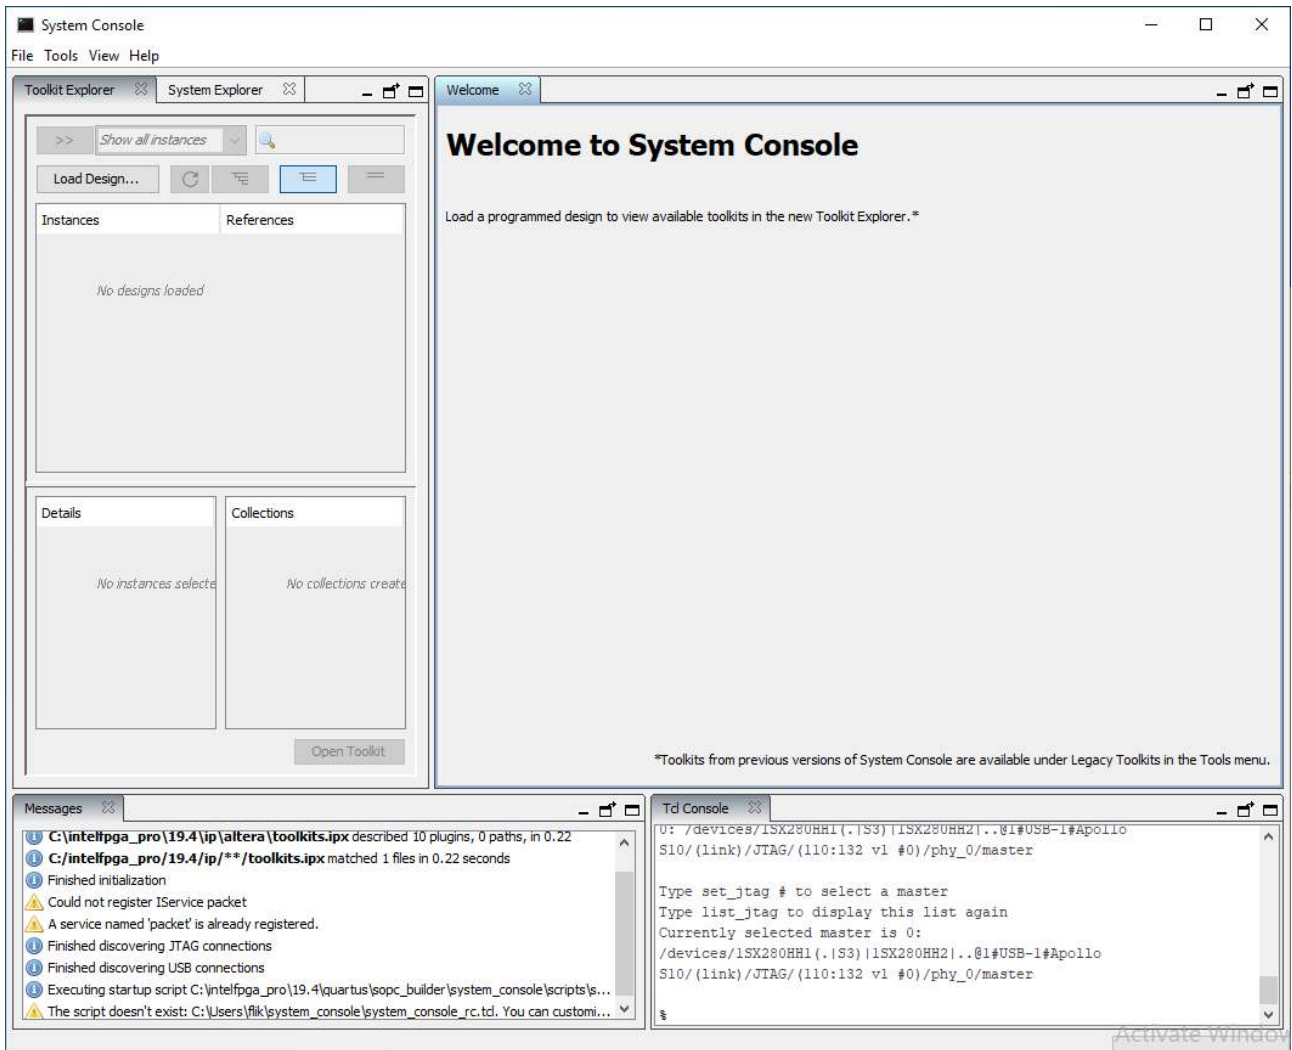 System Console
File Tools View Help
Toolkit Explorer System Explorer
Welcome
>> Show all instances
Load Design...
Instances References
No designs loaded
Details Collections
No instances selecte No collections create
Open Toolkit
Welcome to System Console
Load a programmed design to view available toolkits in the new Toolkit Explorer.*
*Toolkits from previous versions of System Console are available under Legacy Toolkits in the Tools menu.
Messages
C:\intelfpga_pro\19.4\ip\altera\toolkits.ipx described 10 plugins, 0 paths, in 0.22
C:/intelfpga_pro/19.4/ip/**/toolkits.ipx matched 1 files in 0.22 seconds
Finished initialization
Could not register IService packet
A service named 'packet' is already registered.
Finished discovering JTAG connections
Finished discovering USB connections
Executing startup script C:\intelfpga_pro\19.4\quartus\sopc_builder\system_console\scripts\s...
The script doesn't exist: C:\Users\flik\system_console\system_console_rc.tcl. You can customi...
Tcl Console
0: /devices/1SX280HH1(.|S3)|1SX280HH2|..@1#USB-1#Apollo
S10/(link)/JTAG/(110:132 v1 #0)/phy_0/master
Type set_jtag # to select a master
Type list_jtag to display this list again
Currently selected master is 0:
/devices/1SX280HH1(.|S3)|1SX280HH2|..@1#USB-1#Apollo
S10/(link)/JTAG/(110:132 v1 #0)/phy_0/master
%
Activate Window